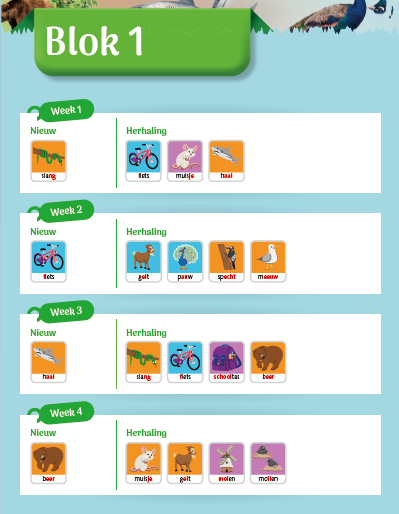 Blok 1
Week 1
Nieuw Herhaling
slang fiets muisje haai
Week 2
Nieuw Herhaling
fiets geit pauw specht meeuw
Week 3
Nieuw Herhaling
haai slang fiets schooltas beer
Week 4
Nieuw Herhaling
beer muisje geit molen mollen